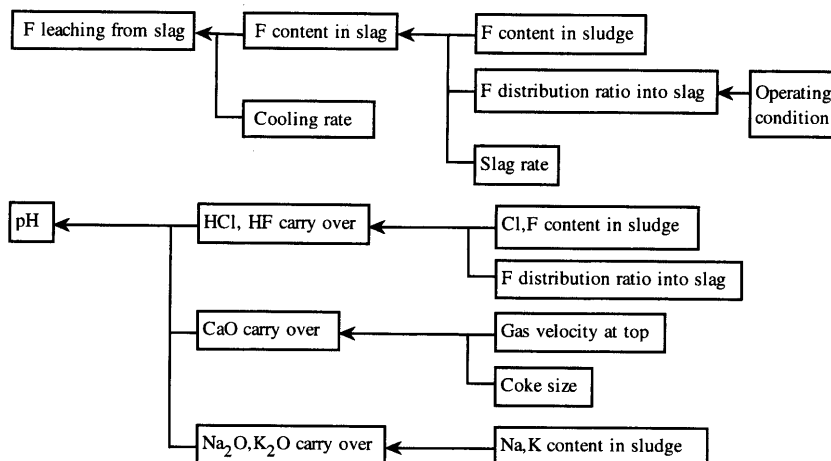 F leaching from slag
F content in slag
F content in sludge
F distribution ratio into slag
Operating
condition
Cooling rate
Slag rate
pH
HCl, HF carry over
Cl,F content in sludge
F distribution ratio into slag
CaO carry over
Gas velocity at top
Coke size
Na2O,K2O carry over
Na,K content in sludge